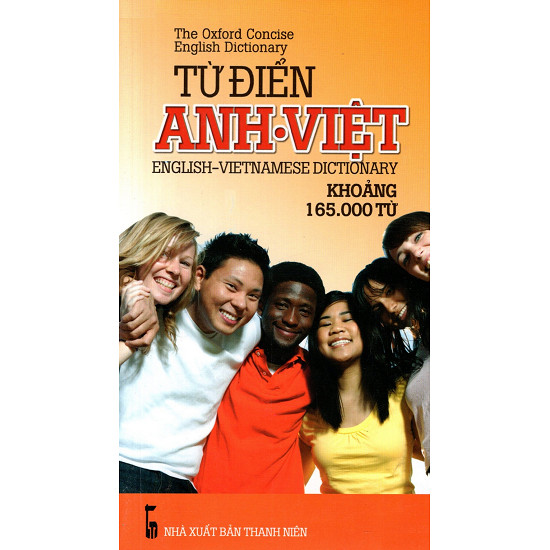 The Oxford Concise
English Dictionary
TỪ ĐIỂN
ANH·VIỆT
ENGLISH-VIETNAMESE DICTIONARY
KHOẢNG
165.000 TỪ
NHÀ XUẤT BẢN THANH NIÊN